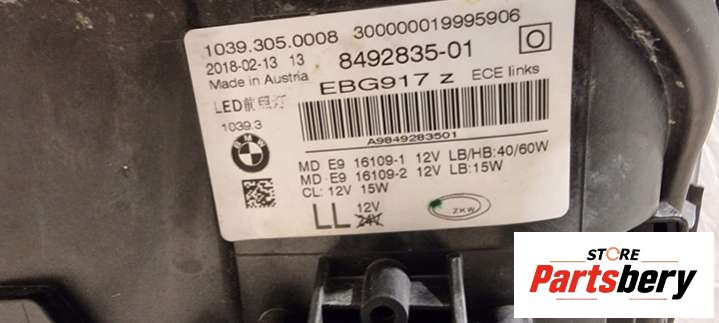 1039.305.0008 300000019995906
2018-02-13 13 8492835-01
Made in Austria EBG917 z ECE links
LED前照灯
1039.3
BMW
A9849283501
MD E9 16109-1 12V LB/HB:40/60W
MD E9 16109-2 12V LB:15W
CL: 12V 15W
LL 12V
24V
ZKW
STORE
Partsbery